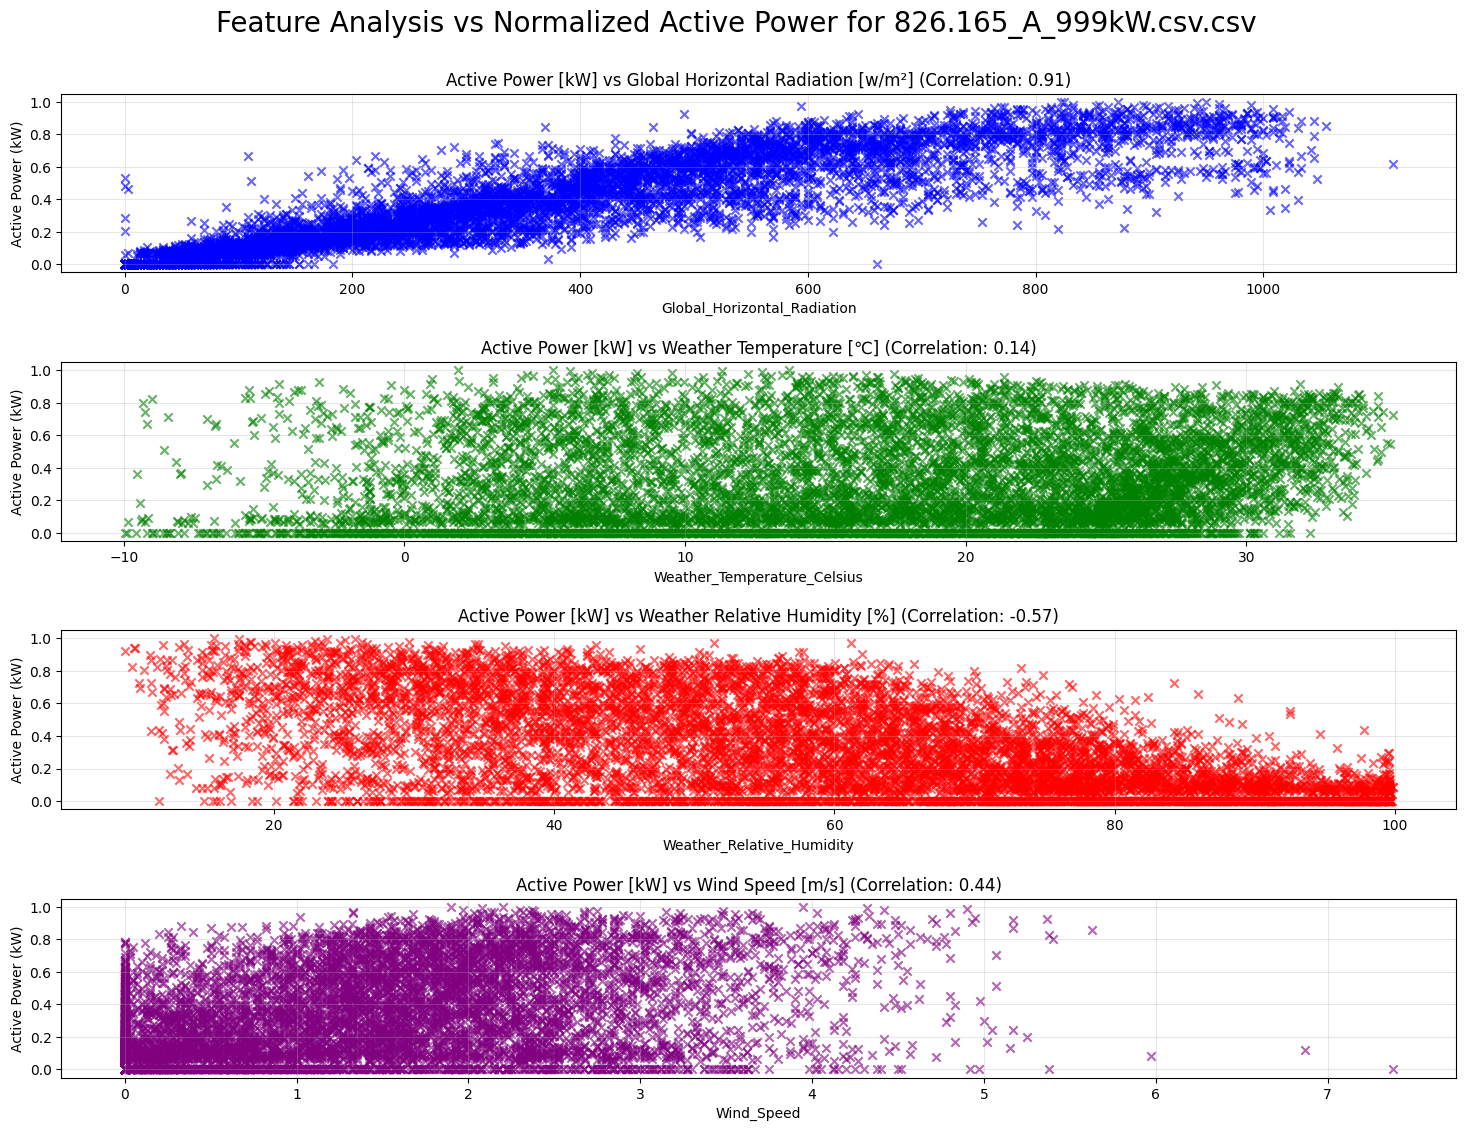 Feature Analysis vs Normalized Active Power for 826.165_A_999kW.csv.csv
Active Power [kW] vs Global Horizontal Radiation [w/m²] (Correlation: 0.91)
Active Power (kW)
1.0
0.8
0.6
0.4
0.2
0.0
0 200 400 600 800 1000
Global_Horizontal_Radiation
Active Power [kW] vs Weather Temperature [℃] (Correlation: 0.14)
Active Power (kW)
1.0
0.8
0.6
0.4
0.2
0.0
−10 0 10 20 30
Weather_Temperature_Celsius
Active Power [kW] vs Weather Relative Humidity [%] (Correlation: -0.57)
Active Power (kW)
1.0
0.8
0.6
0.4
0.2
0.0
20 40 60 80 100
Weather_Relative_Humidity
Active Power [kW] vs Wind Speed [m/s] (Correlation: 0.44)
Active Power (kW)
1.0
0.8
0.6
0.4
0.2
0.0
0 1 2 3 4 5 6 7
Wind_Speed